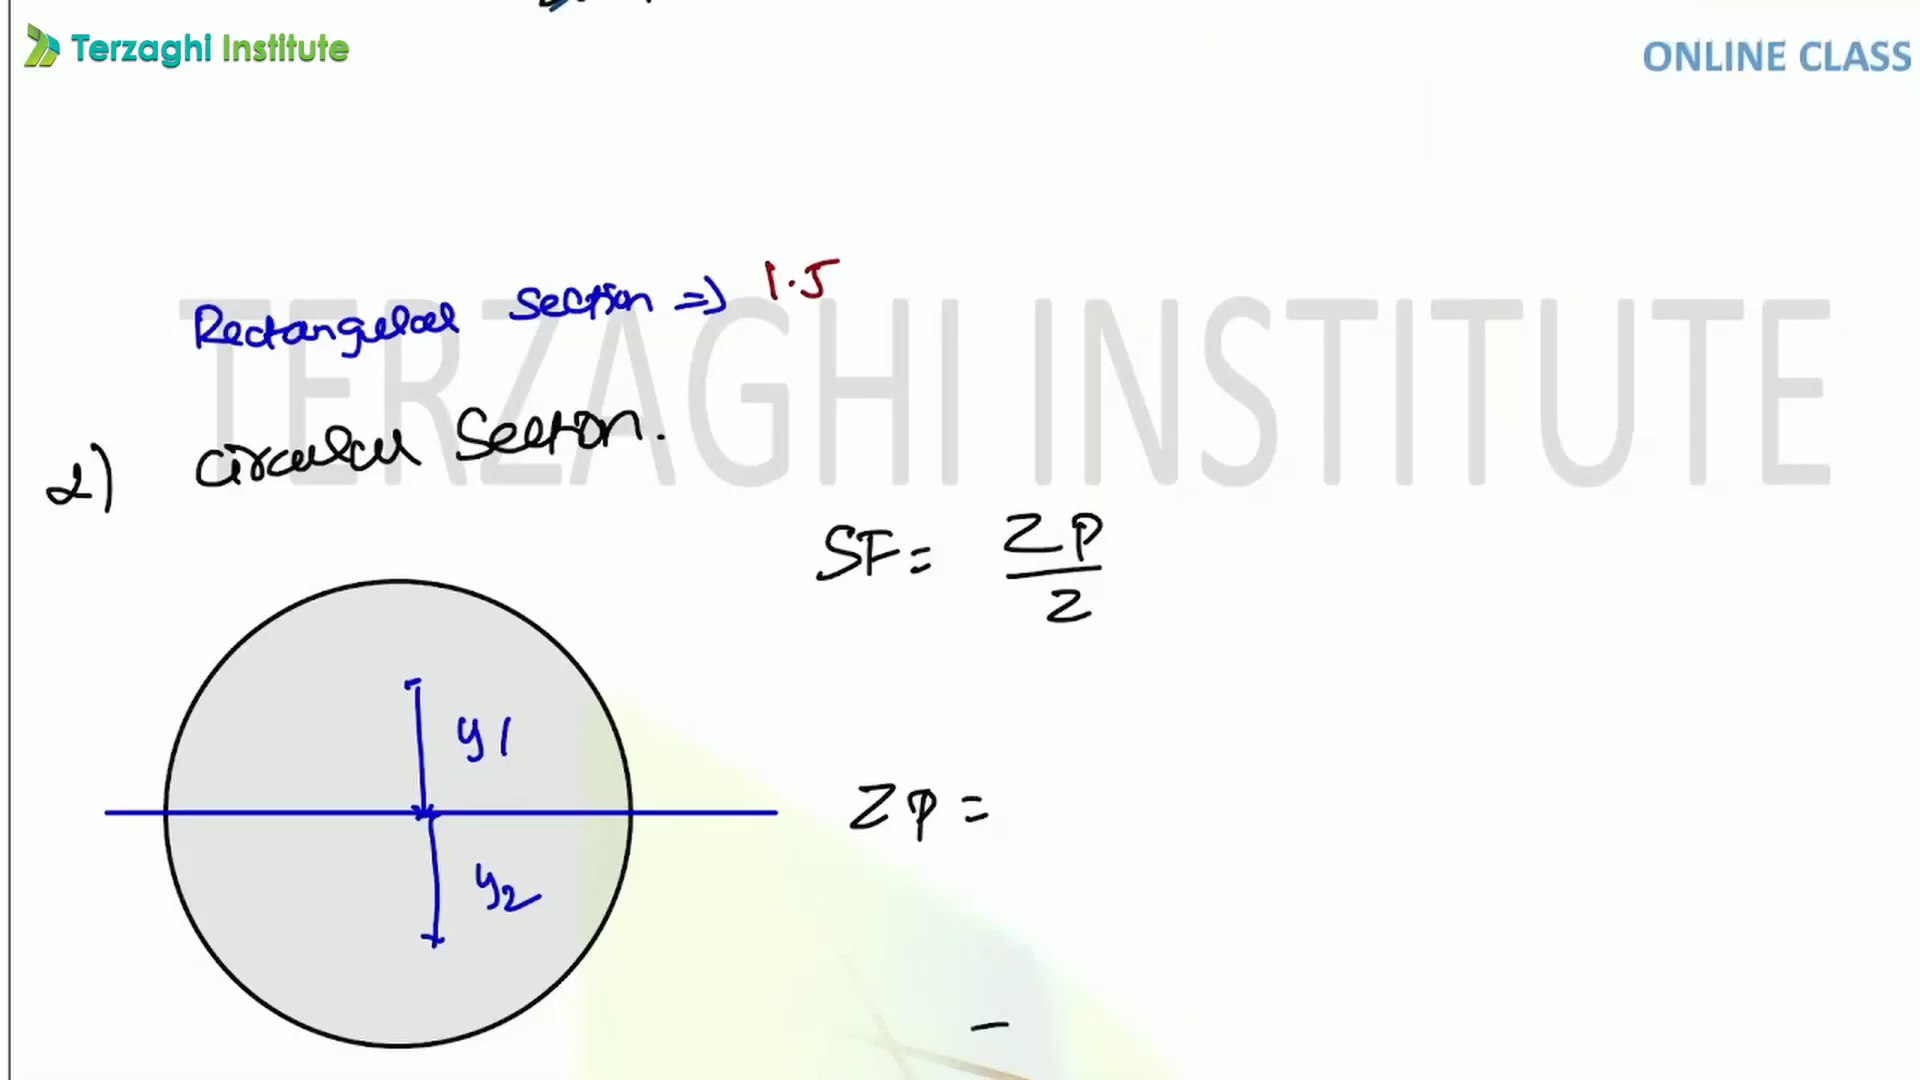 Terzaghi Institute
ONLINE CLASS
Rectangular Section => 1.5
TERZAGHI INSTITUTE
2) Circular Section.
SF = ZP / Z
y1
ZP =
y2